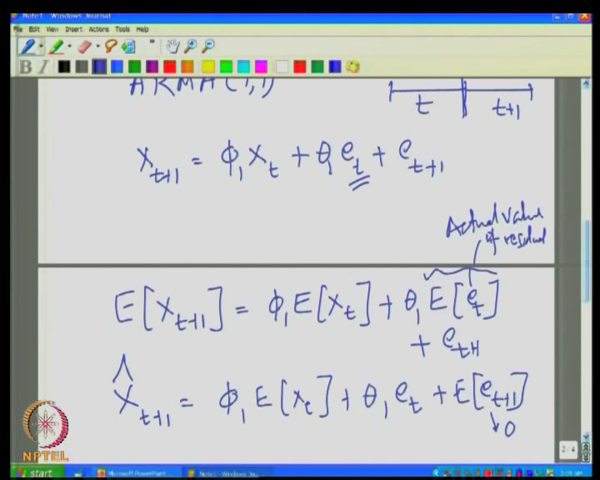 Note1 - Windows Journal
File Edit View Insert Actions Tools Help
B I
ARMA(1,1)
t t+1
X_{t+1} = φ_1 X_t + θ_1 e_t + e_{t+1}
Actual value
of residual
E[X_{t+1}] = φ_1 E[X_t] + θ_1 E[e_t]
+ e_{t+1}
X̂_{t+1} = φ_1 E[X_t] + θ_1 e_t + E[e_{t+1}]
0
NPTEL
2/4
start Microsoft PowerPoint Note1 - Windows Jou...